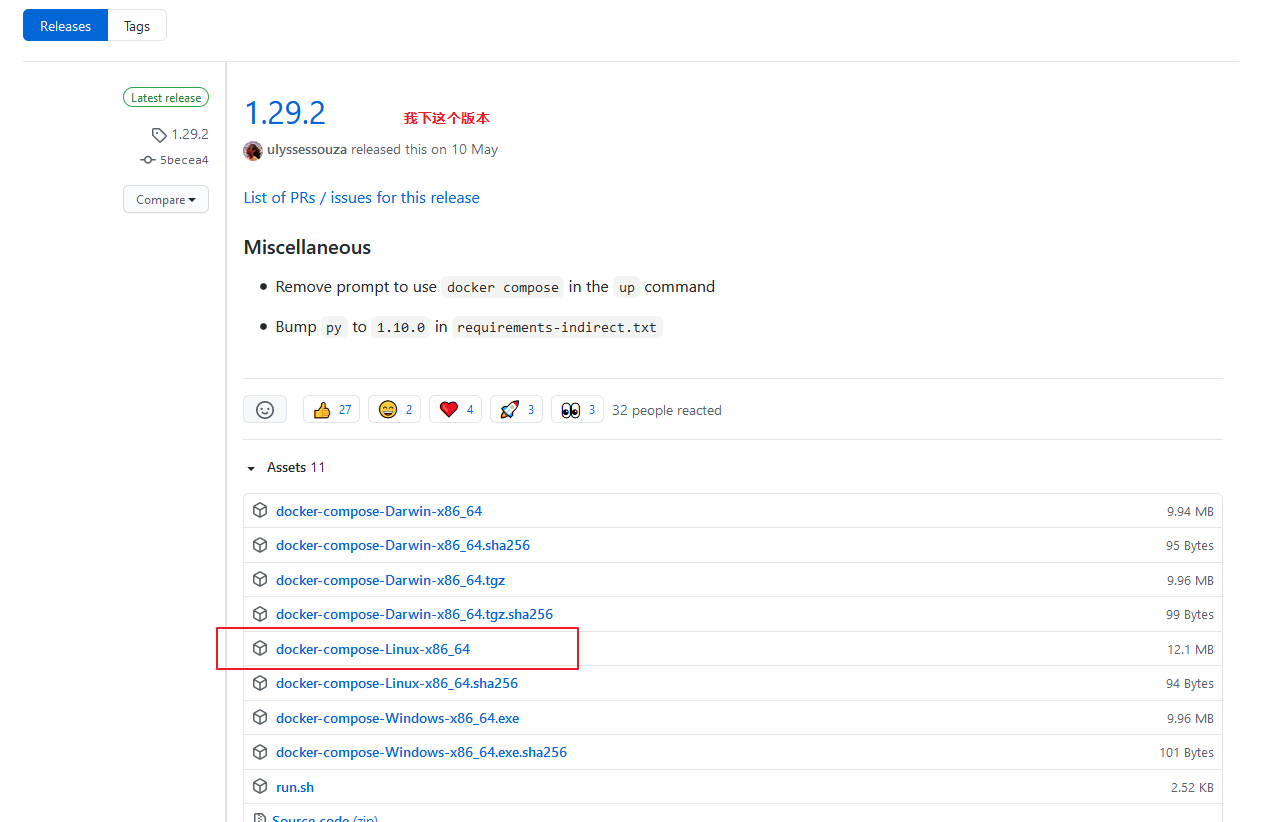 Releases Tags
Latest release
1.29.2
5becea4
Compare
1.29.2 我下这个版本
ulyssessouza released this on 10 May
List of PRs / issues for this release
Miscellaneous
Remove prompt to use docker compose in the up command
Bump py to 1.10.0 in requirements-indirect.txt
27 2 4 3 3 32 people reacted
Assets 11
docker-compose-Darwin-x86_64 9.94 MB
docker-compose-Darwin-x86_64.sha256 95 Bytes
docker-compose-Darwin-x86_64.tgz 9.96 MB
docker-compose-Darwin-x86_64.tgz.sha256 99 Bytes
docker-compose-Linux-x86_64 12.1 MB
docker-compose-Linux-x86_64.sha256 94 Bytes
docker-compose-Windows-x86_64.exe 9.96 MB
docker-compose-Windows-x86_64.exe.sha256 101 Bytes
run.sh 2.52 KB
Source code (zip)